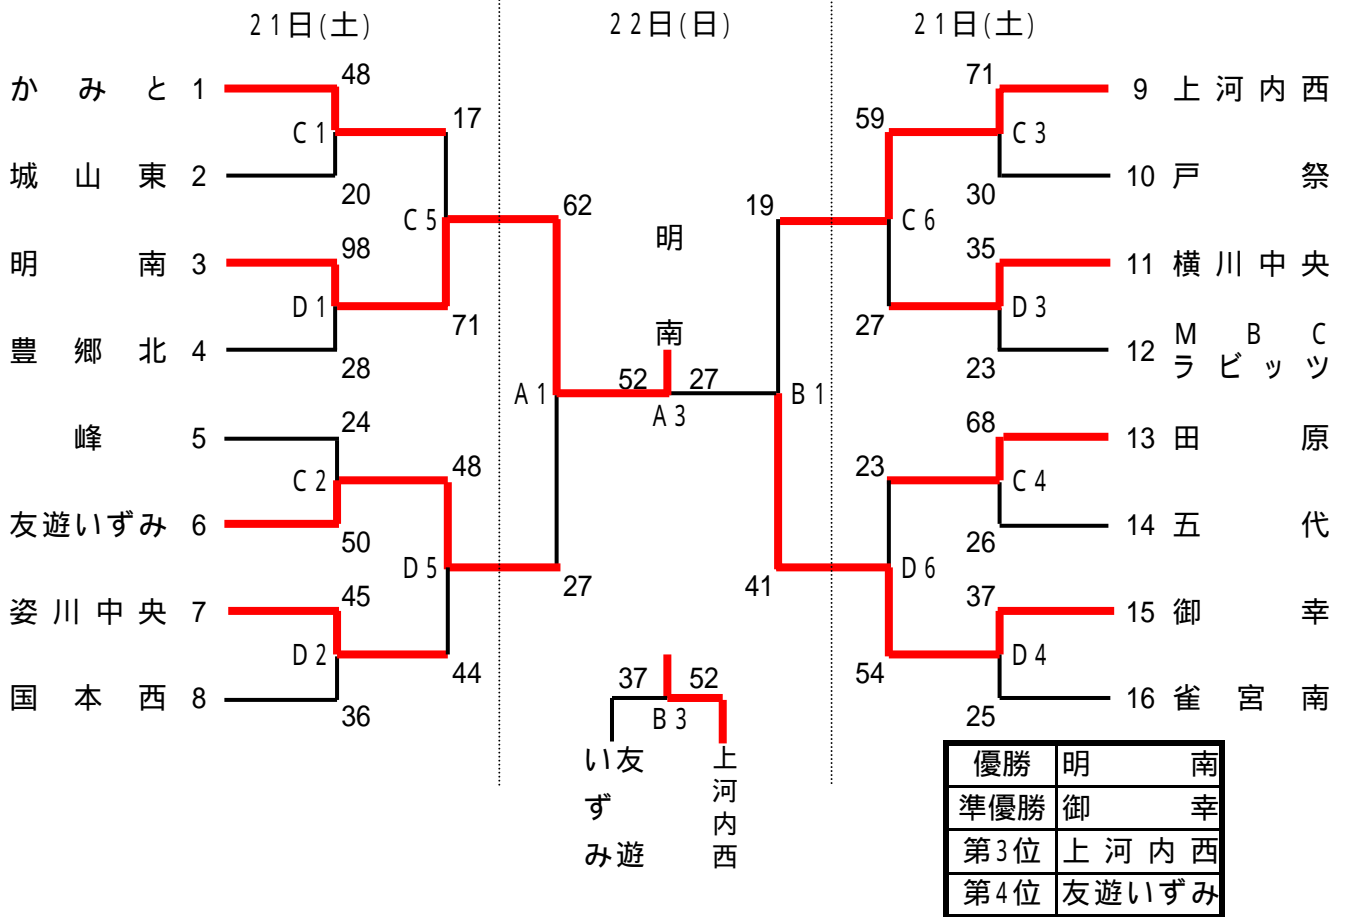 21日(土)
22日(日)
21日(土)
かみと 1
48
C1
城山東 2
20
17
C5
明南 3
98
D1
豊郷北 4
28
71
峰 5
24
C2
友遊いずみ 6
50
48
D5
姿川中央 7
45
D2
国本西 8
36
44
62
A1
27
明南
52 27
A3
19
B1
41
37 52
B3
友遊いずみ
上河内西
71
9 上河内西
C3
10 戸祭
30
59
C6
35
11 横川中央
D3
12 MBC
ラビッツ
23
27
68
13 田原
C4
14 五代
26
23
D6
37
15 御幸
D4
16 雀宮南
25
54
優勝 明南
準優勝 御幸
第3位 上河内西
第4位 友遊いずみ